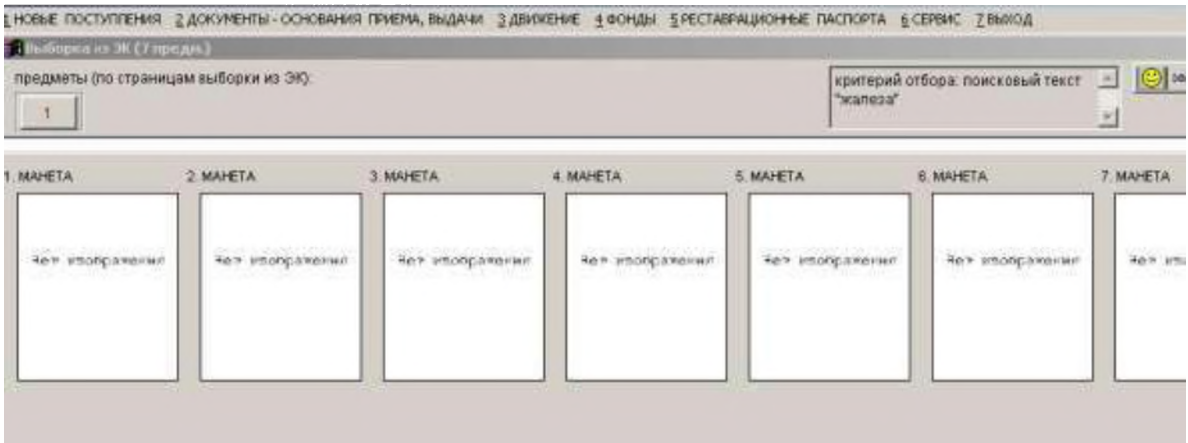 1 НОВЫЕ ПОСТУПЛЕНИЯ 2 ДОКУМЕНТЫ - ОСНОВАНИЯ ПРИЕМА, ВЫДАЧИ 3 ДВИЖЕНИЕ 4 ФОНДЫ 5 РЕСТАВРАЦИОННЫЕ ПАСПОРТА 6 СЕРВИС 7 ВЫХОД
Выборка из ЭК (7 предм.)
предметы (по страницам выборки из ЭК):
1
критерий отбора: поисковый текст
"жалеза"
1. МАНЕТА 2. МАНЕТА 3. МАНЕТА 4. МАНЕТА 5. МАНЕТА 6. МАНЕТА 7. МАНЕТА
Нет изображения Нет изображения Нет изображения Нет изображения Нет изображения Нет изображения Нет